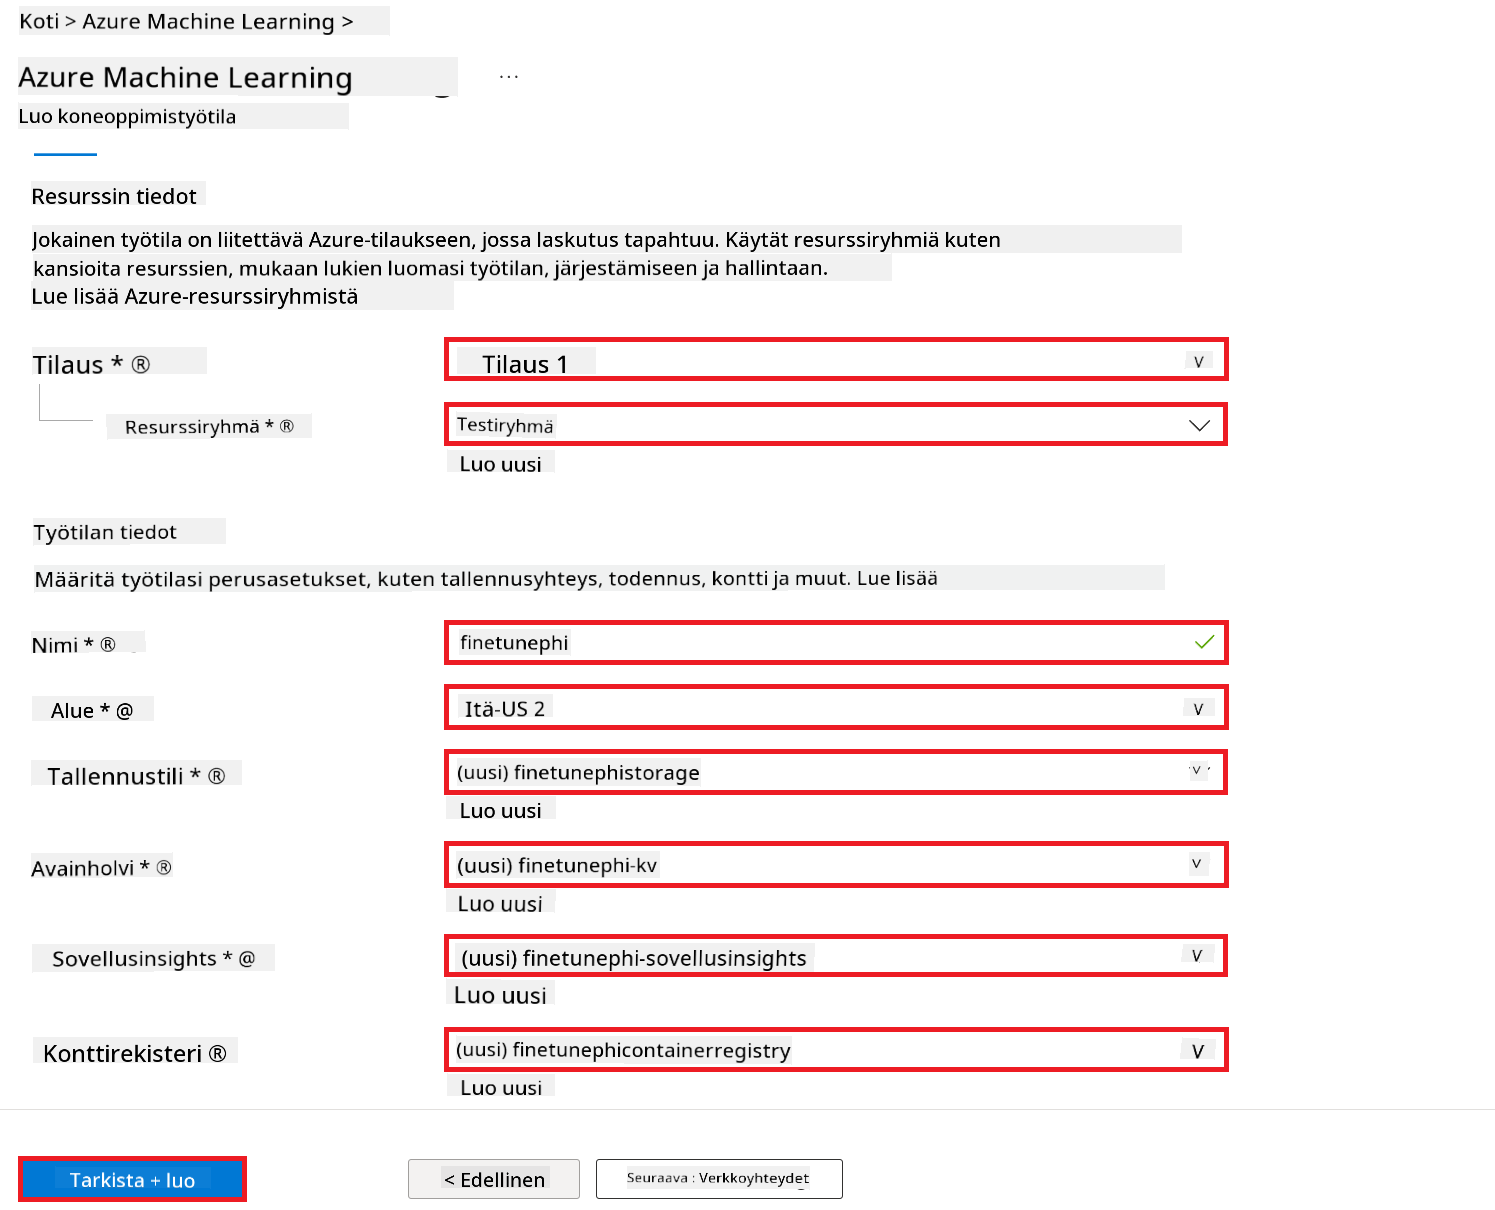 Koti > Azure Machine Learning >
Azure Machine Learning ...
Luo koneoppimistyötila
Resurssin tiedot
Jokainen työtila on liitettävä Azure-tilaukseen, jossa laskutus tapahtuu. Käytät resurssiryhmiä kuten
kansioita resurssien, mukaan lukien luomasi työtilan, järjestämiseen ja hallintaan.
Lue lisää Azure-resurssiryhmistä
Tilaus * ® Tilaus 1 V
Resurssiryhmä * ® Testiryhmä
Luo uusi
Työtilan tiedot
Määritä työtilasi perusasetukset, kuten tallennusyhteys, todennus, kontti ja muut. Lue lisää
Nimi * ® finetunephi
Alue * @ Itä-US 2 V
Tallennustili * ® (uusi) finetunephistorage V
Luo uusi
Avainholvi * ® (uusi) finetunephi-kv V
Luo uusi
Sovellusinsights * @ (uusi) finetunephi-sovellusinsights V
Luo uusi
Konttirekisteri ® (uusi) finetunephicontainerregistry V
Luo uusi
Tarkista + luo < Edellinen Seuraava : Verkkoyhteydet